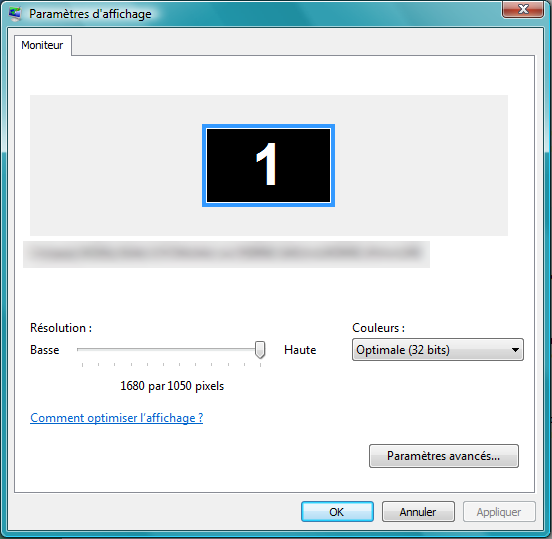 Paramètres d'affichage
Moniteur
1
Résolution :
Couleurs :
Basse
Haute
Optimale (32 bits)
1680 par 1050 pixels
Comment optimiser l'affichage ?
Paramètres avancés...
OK
Annuler
Appliquer